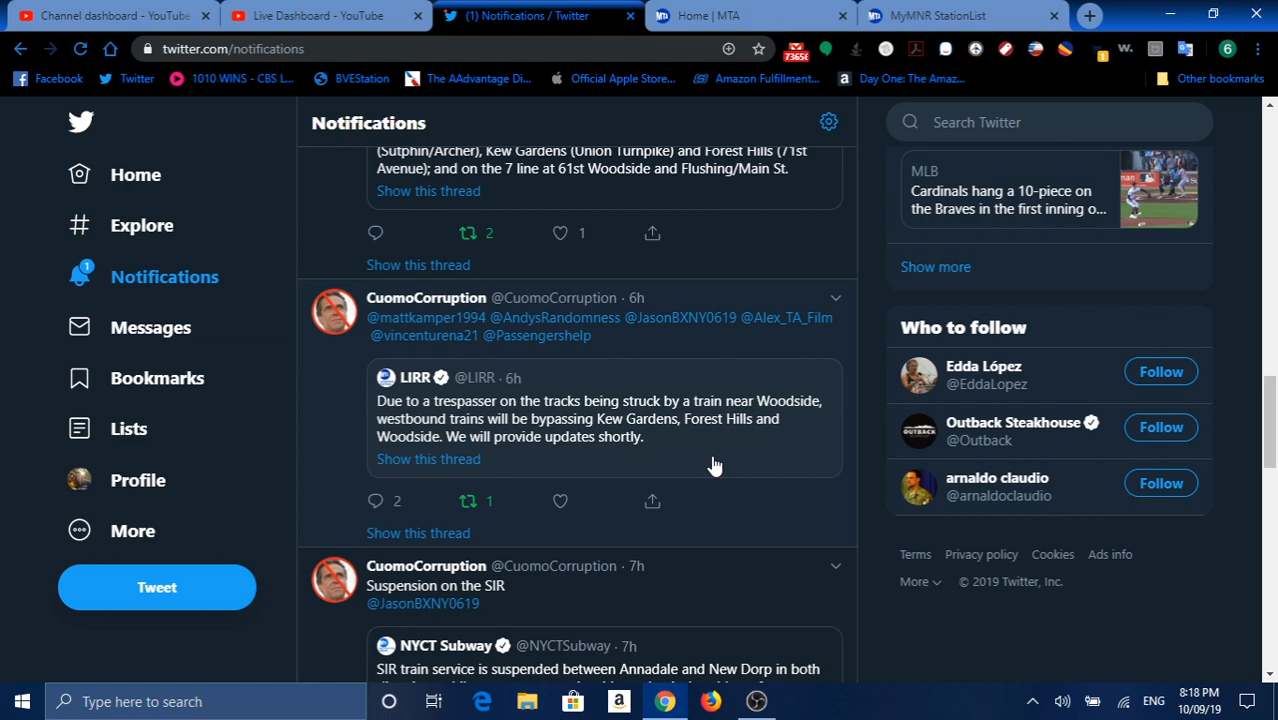 Channel dashboard - YouTube
Live Dashboard - YouTube
(1) Notifications / Twitter
Home | MTA
MyMNR StationList
twitter.com/notifications
7365
6
Facebook
Twitter
1010 WINS - CBS L...
BVEStation
The AAdvantage Di...
Official Apple Store...
Amazon Fulfillment...
Day One: The Amaz...
Other bookmarks
Home
Explore
1
Notifications
Messages
Bookmarks
Lists
Profile
More
Tweet
Notifications
(Sutphin/Archer), Kew Gardens (Union Turnpike) and Forest Hills (71st
Avenue); and on the 7 line at 61st Woodside and Flushing/Main St.
Show this thread
2
1
Show this thread
CuomoCorruption @CuomoCorruption · 6h
@mattkamper1994 @AndysRandomness @JasonBXNY0619 @Alex_TA_Film
@vincenturena21 @Passengershelp
LIRR @LIRR · 6h
Due to a trespasser on the tracks being struck by a train near Woodside,
westbound trains will be bypassing Kew Gardens, Forest Hills and
Woodside. We will provide updates shortly.
Show this thread
2
1
Show this thread
CuomoCorruption @CuomoCorruption · 7h
Suspension on the SIR
@JasonBXNY0619
NYCT Subway @NYCTSubway · 7h
SIR train service is suspended between Annadale and New Dorp in both
Search Twitter
MLB
Cardinals hang a 10-piece on
the Braves in the first inning o...
Show more
Who to follow
Edda López
@EddaLopez
Follow
Outback Steakhouse
@Outback
Follow
arnaldo claudio
@arnaldoclaudio
Follow
Terms Privacy policy Cookies Ads info
More © 2019 Twitter, Inc.
Type here to search
ENG
8:18 PM
10/09/19